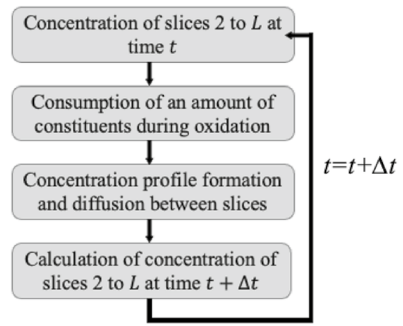 Concentration of slices 2 to L at
time t
Consumption of an amount of
constituents during oxidation
Concentration profile formation
and diffusion between slices
Calculation of concentration of
slices 2 to L at time t + Δt
t=t+Δt